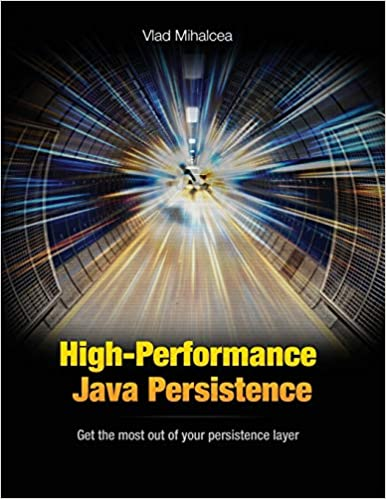 Vlad Mihalcea
High-Performance
Java Persistence
Get the most out of your persistence layer